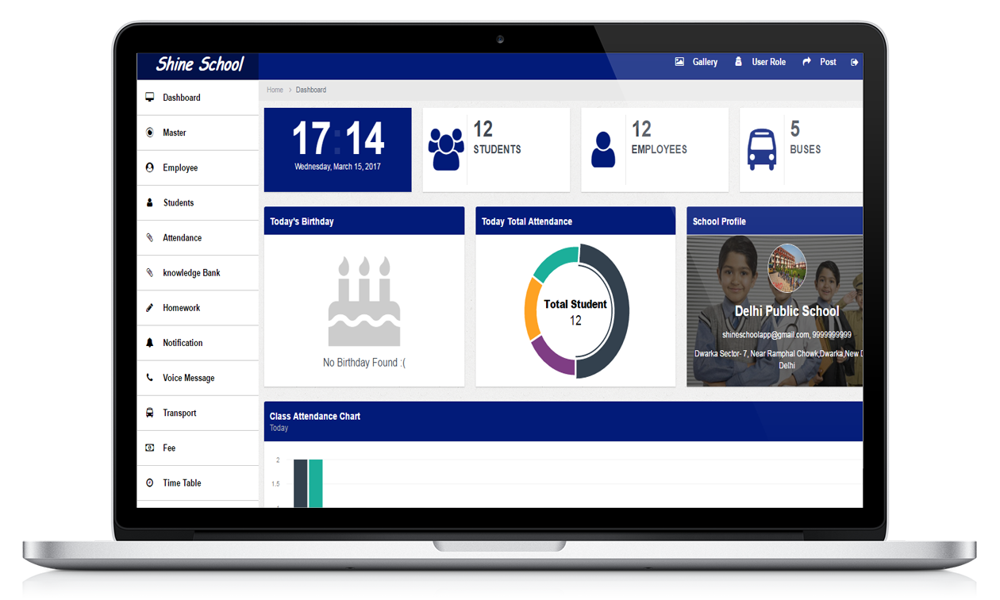 Shine School
Gallery
User Role
Post
Home > Dashboard
Dashboard
Master
Employee
Students
Attendance
knowledge Bank
Homework
Notification
Voice Message
Transport
Fee
Time Table
17:14
Wednesday, March 15, 2017
12
STUDENTS
12
EMPLOYEES
5
BUSES
Today's Birthday
No Birthday Found :(
Today Total Attendance
Total Student
12
School Profile
Delhi Public School
shineschoolapp@gmail.com, 9999999999
Dwarka Sector- 7, Near Ramphal Chowk,Dwarka,New
Delhi
Class Attendance Chart
Today
2
1.5